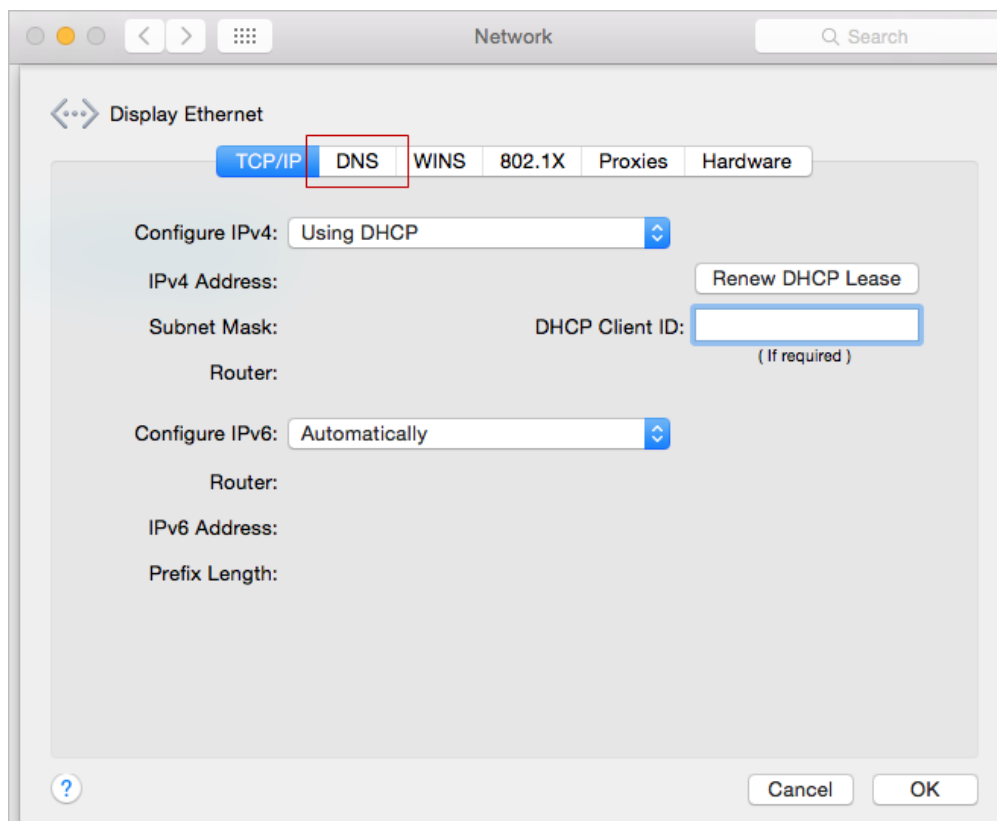 Network
Search
Display Ethernet
TCP/IP DNS WINS 802.1X Proxies Hardware
Configure IPv4: Using DHCP
IPv4 Address: Renew DHCP Lease
Subnet Mask: DHCP Client ID:
( If required )
Router:
Configure IPv6: Automatically
Router:
IPv6 Address:
Prefix Length:
? Cancel OK